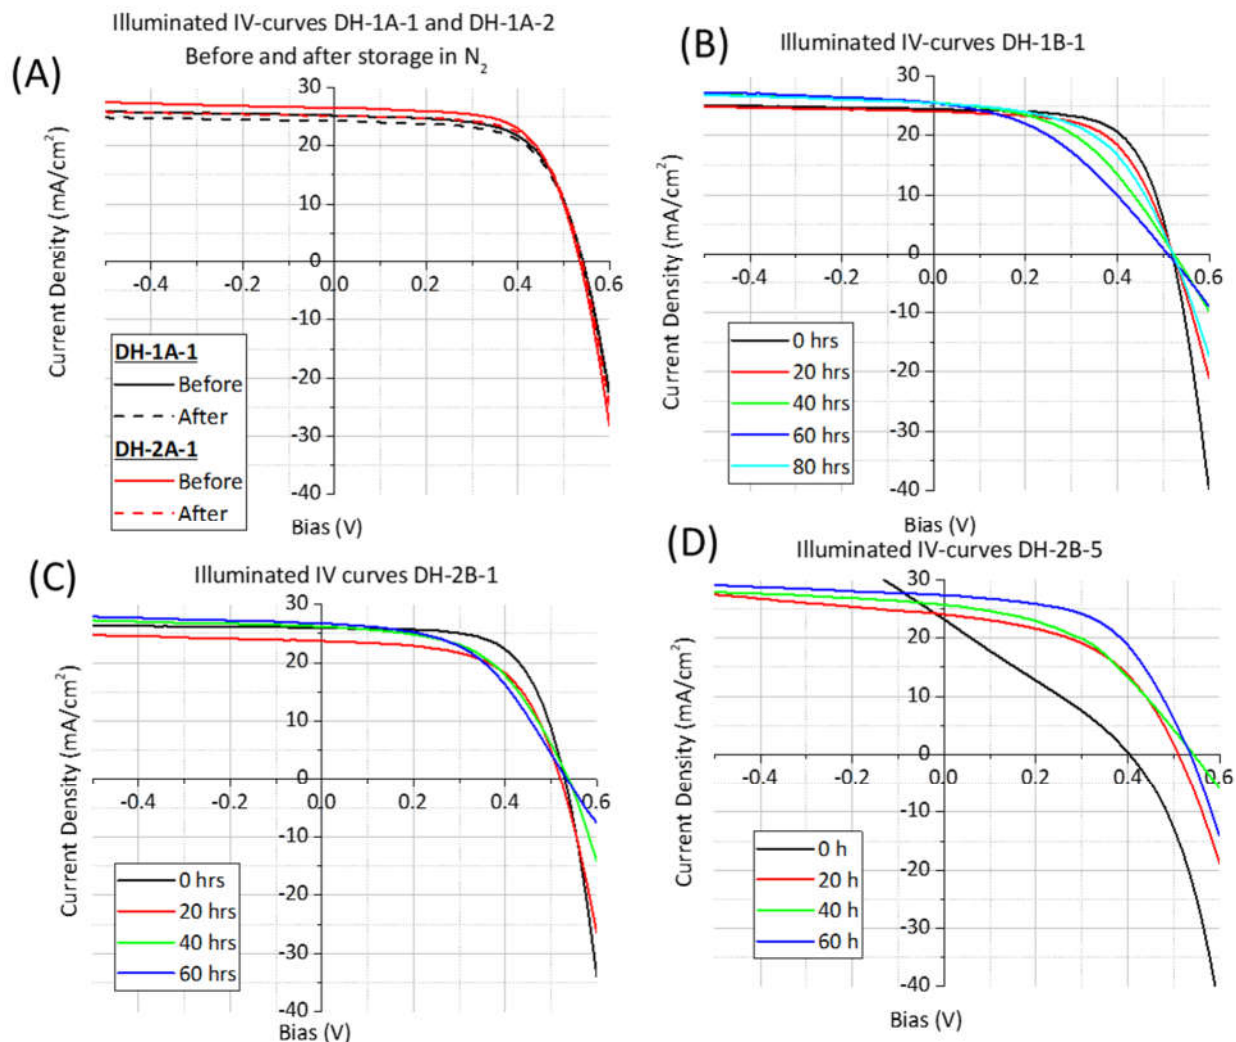 Illuminated IV-curves DH-1A-1 and DH-1A-2
Before and after storage in N₂
(A)
30
20
10
0
-10
-20
-30
-40
-0.4
-0.2
0.0
0.2
0.4
0.6
Current Density (mA/cm²)
Bias (V)
DH-1A-1
Before
After
DH-2A-1
Before
After
(B)
Illuminated IV-curves DH-1B-1
30
20
10
0
-10
-20
-30
-40
-0.4
-0.2
0.0
0.2
0.4
0.6
Current Density (mA/cm²)
Bias (V)
0 hrs
20 hrs
40 hrs
60 hrs
80 hrs
(C)
Illuminated IV curves DH-2B-1
30
20
10
0
-10
-20
-30
-40
-0.4
-0.2
0.0
0.2
0.4
0.6
Current Density (mA/cm²)
Bias (V)
0 hrs
20 hrs
40 hrs
60 hrs
(D)
Illuminated IV-curves DH-2B-5
30
20
10
0
-10
-20
-30
-40
-0.4
-0.2
0.0
0.2
0.4
0.6
Current Density (mA/cm²)
Bias (V)
0 h
20 h
40 h
60 h